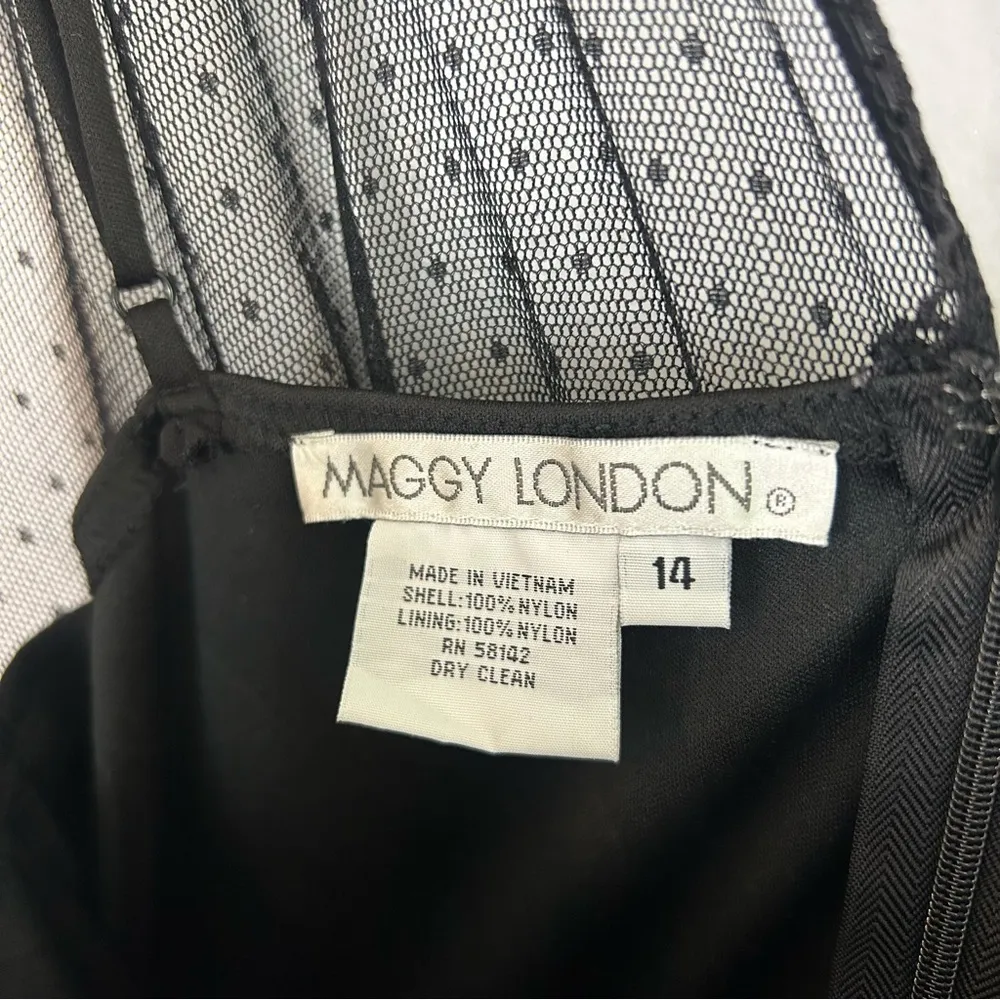 MAGGY LONDON ®
14
MADE IN VIETNAM
SHELL:100% NYLON
LINING:100% NYLON
RN 58142
DRY CLEAN